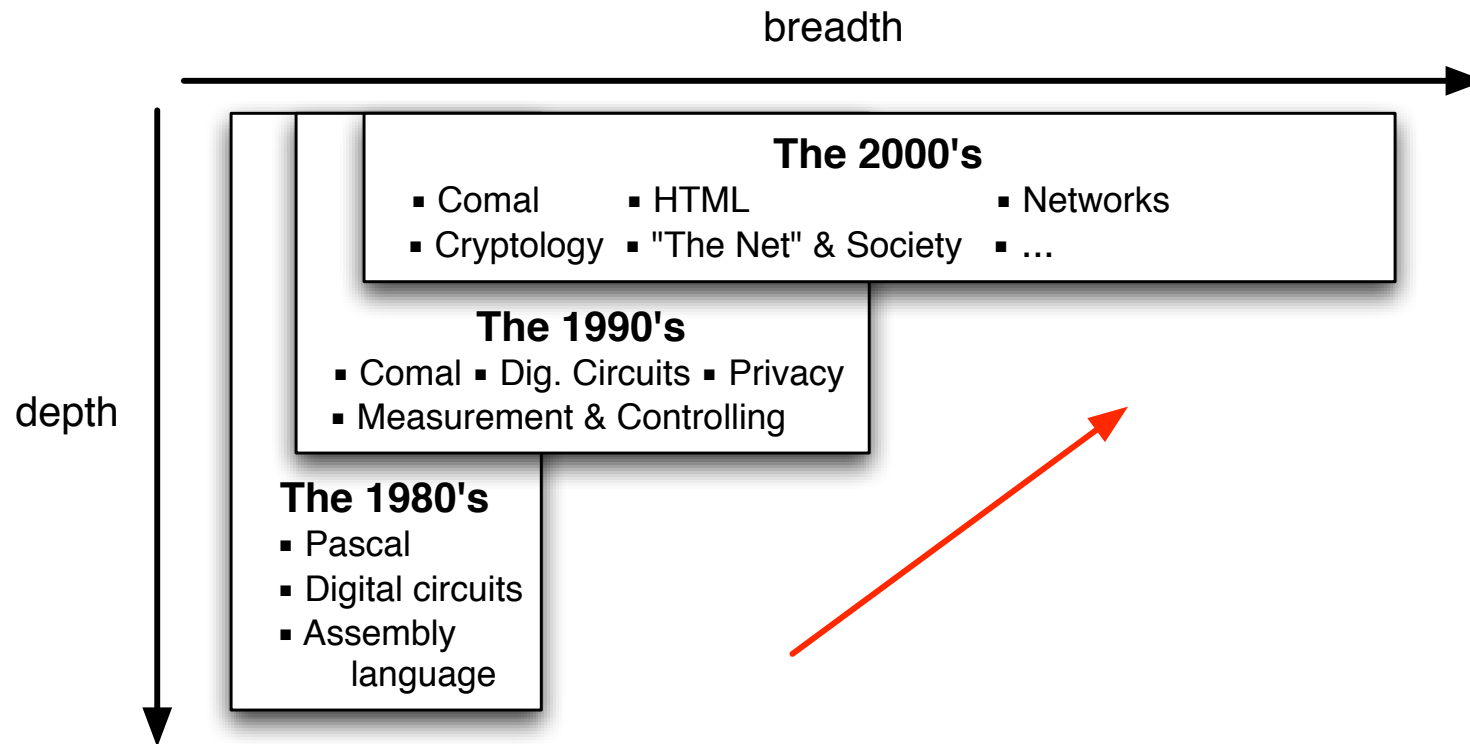 breadth
The 2000's
▪ Comal ▪ HTML ▪ Networks
▪ Cryptology ▪ "The Net" & Society ▪ ...
The 1990's
▪ Comal ▪ Dig. Circuits ▪ Privacy
▪ Measurement & Controlling
depth
The 1980's
▪ Pascal
▪ Digital circuits
▪ Assembly
language